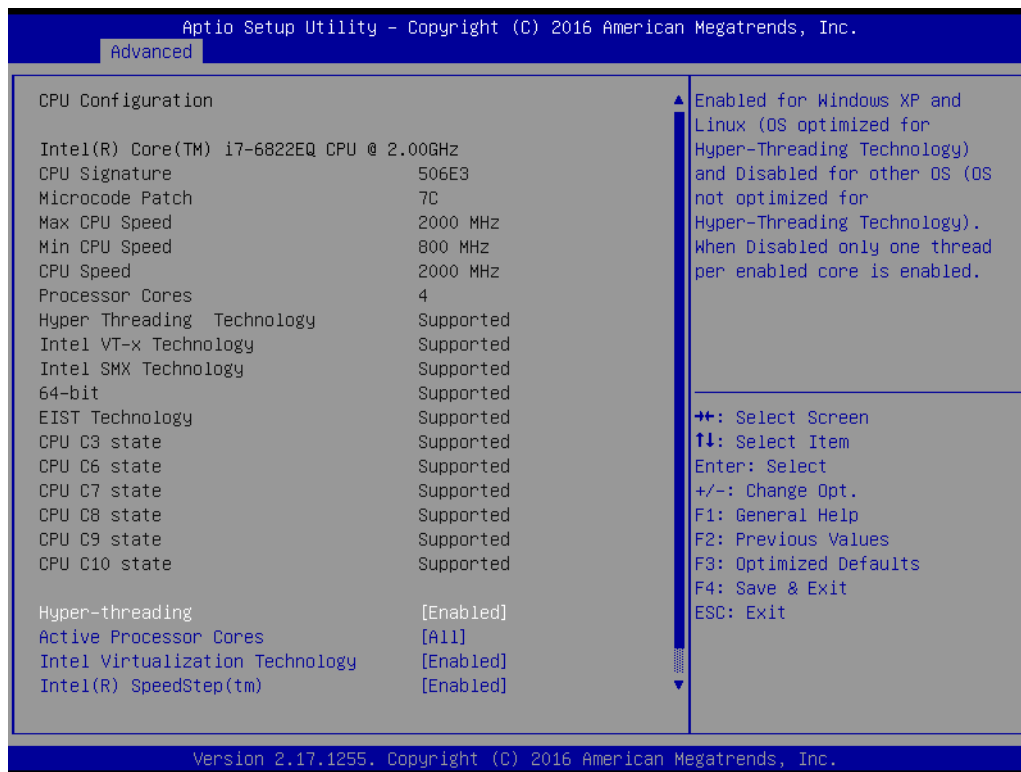 Aptio Setup Utility – Copyright (C) 2016 American Megatrends, Inc.
Advanced
CPU Configuration
Intel(R) Core(TM) i7-6822EQ CPU @ 2.00GHz
CPU Signature 506E3
Microcode Patch 7C
Max CPU Speed 2000 MHz
Min CPU Speed 800 MHz
CPU Speed 2000 MHz
Processor Cores 4
Hyper Threading Technology Supported
Intel VT-x Technology Supported
Intel SMX Technology Supported
64-bit Supported
EIST Technology Supported
CPU C3 state Supported
CPU C6 state Supported
CPU C7 state Supported
CPU C8 state Supported
CPU C9 state Supported
CPU C10 state Supported
Hyper-threading [Enabled]
Active Processor Cores [All]
Intel Virtualization Technology [Enabled]
Intel(R) SpeedStep(tm) [Enabled]
Enabled for Windows XP and
Linux (OS optimized for
Hyper-Threading Technology)
and Disabled for other OS (OS
not optimized for
Hyper-Threading Technology).
When Disabled only one thread
per enabled core is enabled.
→←: Select Screen
↑↓: Select Item
Enter: Select
+/-: Change Opt.
F1: General Help
F2: Previous Values
F3: Optimized Defaults
F4: Save & Exit
ESC: Exit
Version 2.17.1255. Copyright (C) 2016 American Megatrends, Inc.